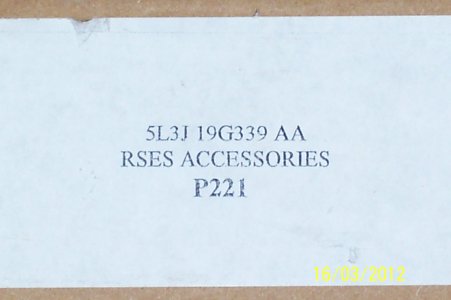 5L3J 19G339 AA
RSES ACCESSORIES
P221
16/03/2012